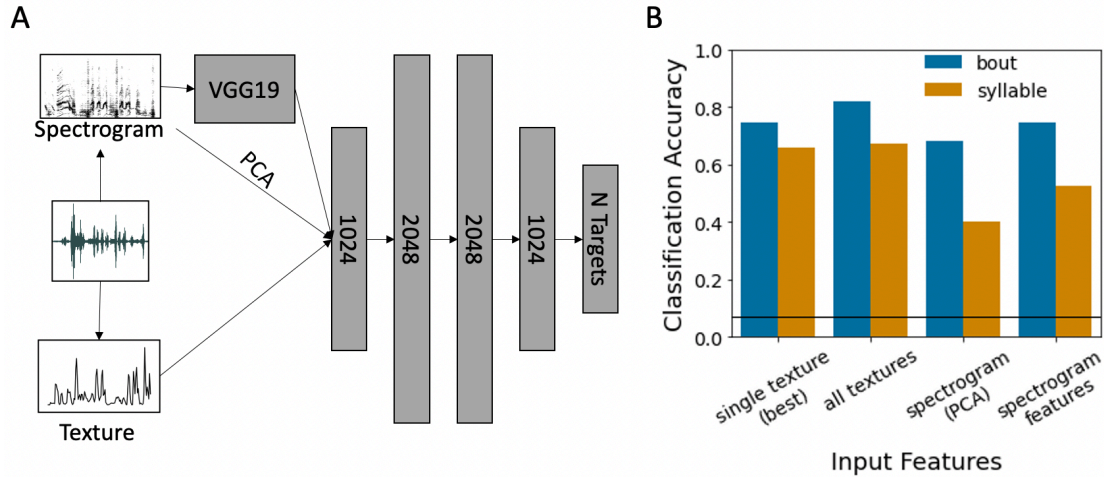 A
Spectrogram
VGG19
PCA
Texture
1024
2048
2048
1024
N Targets
B
Classification Accuracy
1.0
0.8
0.6
0.4
0.2
0.0
bout
syllable
single texture
(best)
all textures
spectrogram
(PCA)
spectrogram
features
Input Features